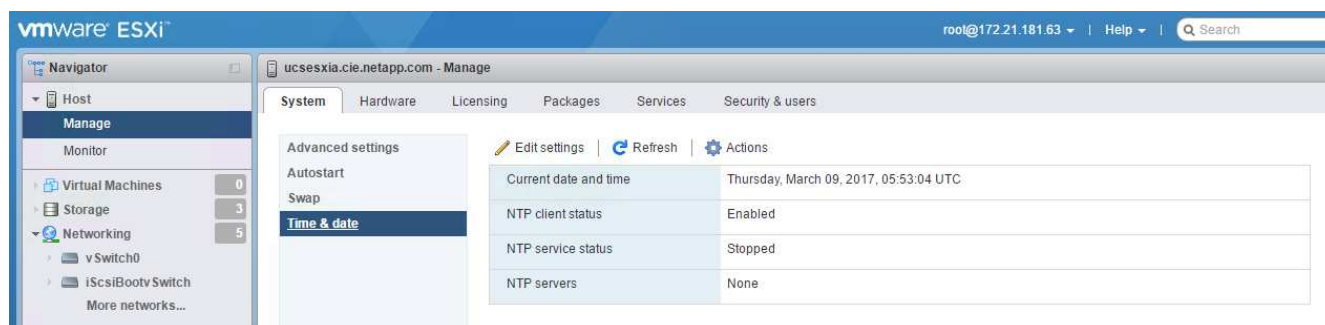 vmware ESXi™
root@172.21.181.63 | Help | Search
Navigator
ucsesxia.cie.netapp.com - Manage
Host
Manage
Monitor
Virtual Machines 0
Storage 3
Networking 5
vSwitch0
iScsiBootvSwitch
More networks...
System Hardware Licensing Packages Services Security & users
Advanced settings
Autostart
Swap
Time & date
Edit settings | Refresh | Actions
Current date and time Thursday, March 09, 2017, 05:53:04 UTC
NTP client status Enabled
NTP service status Stopped
NTP servers None